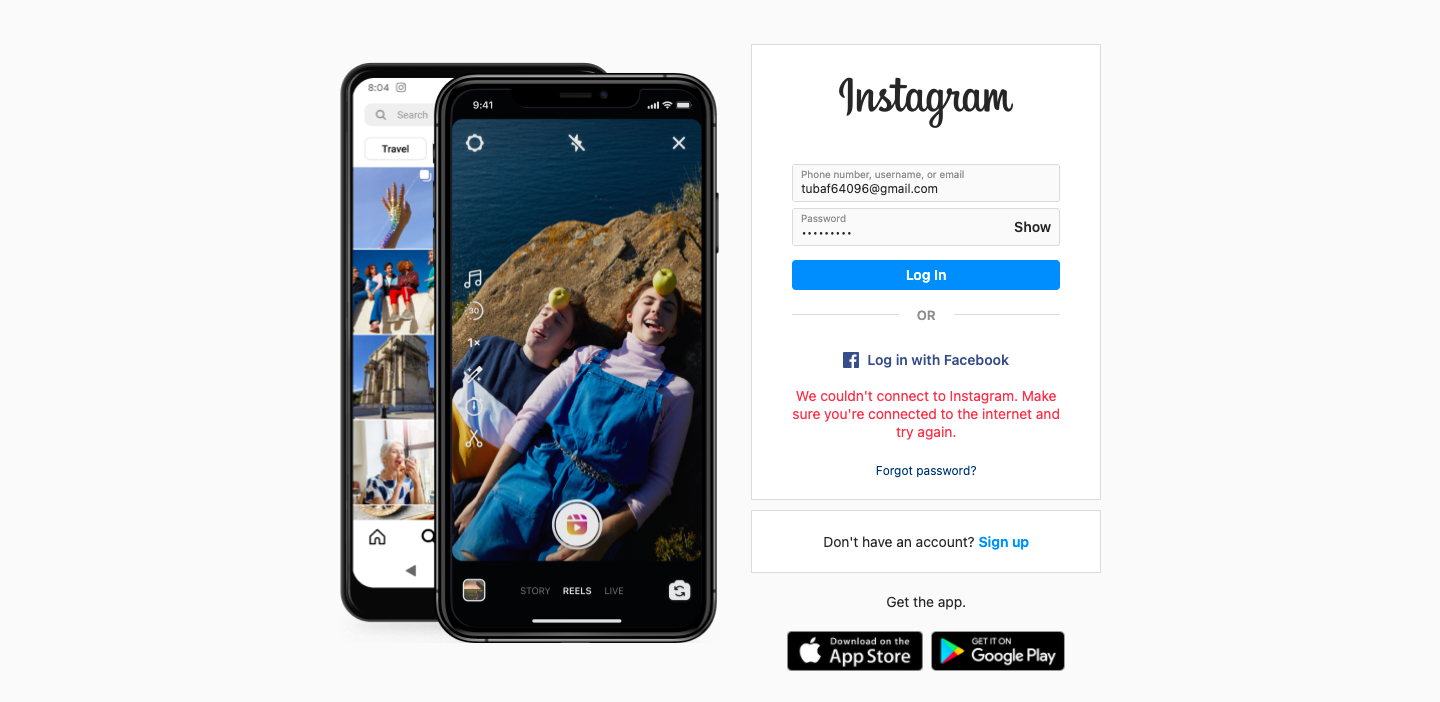 8:04
Search
Travel
9:41
30
1×
STORY REELS LIVE
Instagram
Phone number, username, or email
tubaf64096@gmail.com
Password
•••••••••
Show
Log In
OR
Log in with Facebook
We couldn't connect to Instagram. Make
sure you're connected to the internet and
try again.
Forgot password?
Don't have an account? Sign up
Get the app.
Download on the
App Store
GET IT ON
Google Play